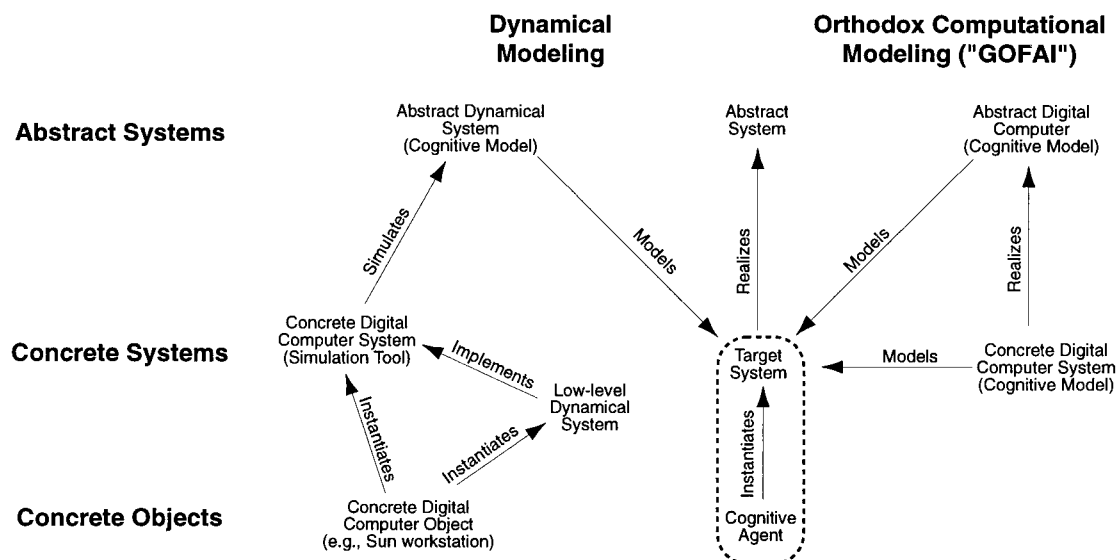 Dynamical
Modeling
Orthodox Computational
Modeling ("GOFAI")
Abstract Systems
Abstract Dynamical
System
(Cognitive Model)
Abstract
System
Abstract Digital
Computer
(Cognitive Model)
Simulates
Models
Realizes
Models
Realizes
Concrete Systems
Concrete Digital
Computer System
(Simulation Tool)
Implements
Low-level
Dynamical
System
Target
System
Models
Concrete Digital
Computer System
(Cognitive Model)
Instantiates
Instantiates
Instantiates
Concrete Objects
Concrete Digital
Computer Object
(e.g., Sun workstation)
Cognitive
Agent